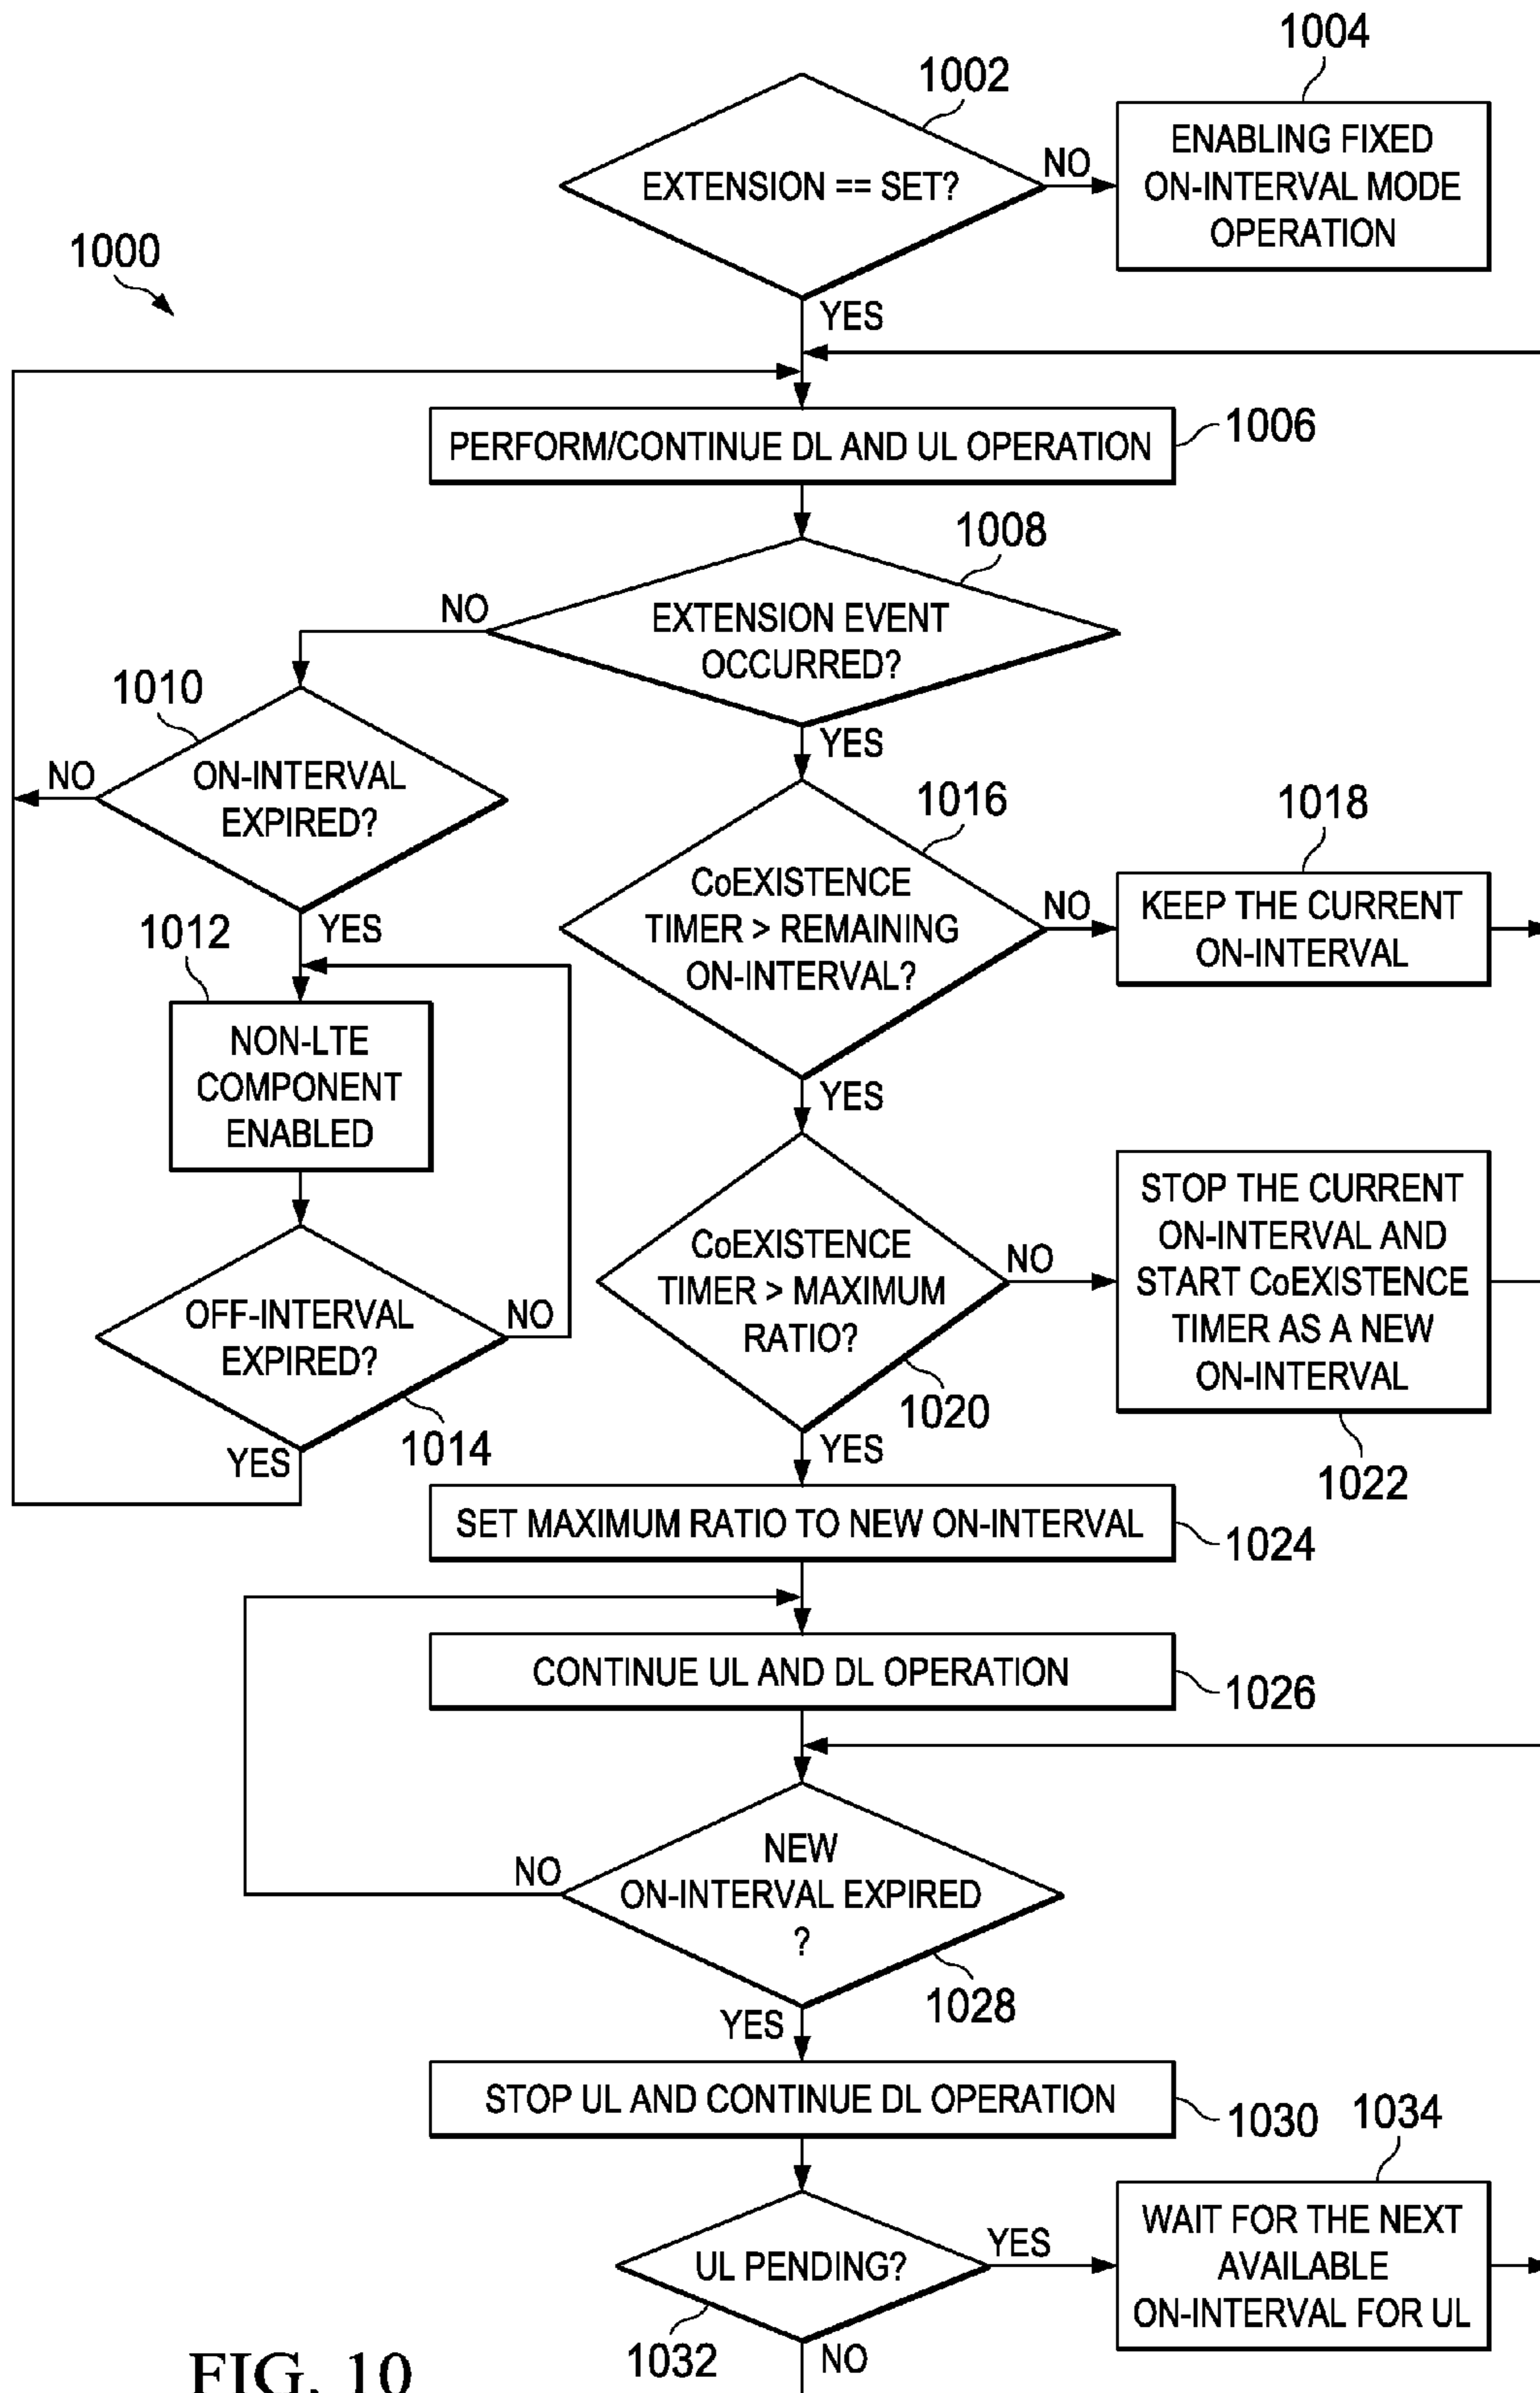 1004
1002
EXTENSION == SET?
NO
ENABLING FIXED
ON-INTERVAL MODE
OPERATION
1000
YES
PERFORM/CONTINUE DL AND UL OPERATION
1006
1008
NO
EXTENSION EVENT
OCCURRED?
1010
YES
NO
ON-INTERVAL
EXPIRED?
1016
1018
CoEXISTENCE
TIMER > REMAINING
ON-INTERVAL?
NO
KEEP THE CURRENT
ON-INTERVAL
1012
YES
NON-LTE
COMPONENT
ENABLED
YES
OFF-INTERVAL
EXPIRED?
NO
1014
YES
CoEXISTENCE
TIMER > MAXIMUM
RATIO?
NO
1020
STOP THE CURRENT
ON-INTERVAL AND
START CoEXISTENCE
TIMER AS A NEW
ON-INTERVAL
1022
YES
SET MAXIMUM RATIO TO NEW ON-INTERVAL
1024
CONTINUE UL AND DL OPERATION
1026
NO
NEW
ON-INTERVAL EXPIRED
?
1028
YES
STOP UL AND CONTINUE DL OPERATION
1030
1034
UL PENDING?
YES
WAIT FOR THE NEXT
AVAILABLE
ON-INTERVAL FOR UL
1032
NO
FIG. 10